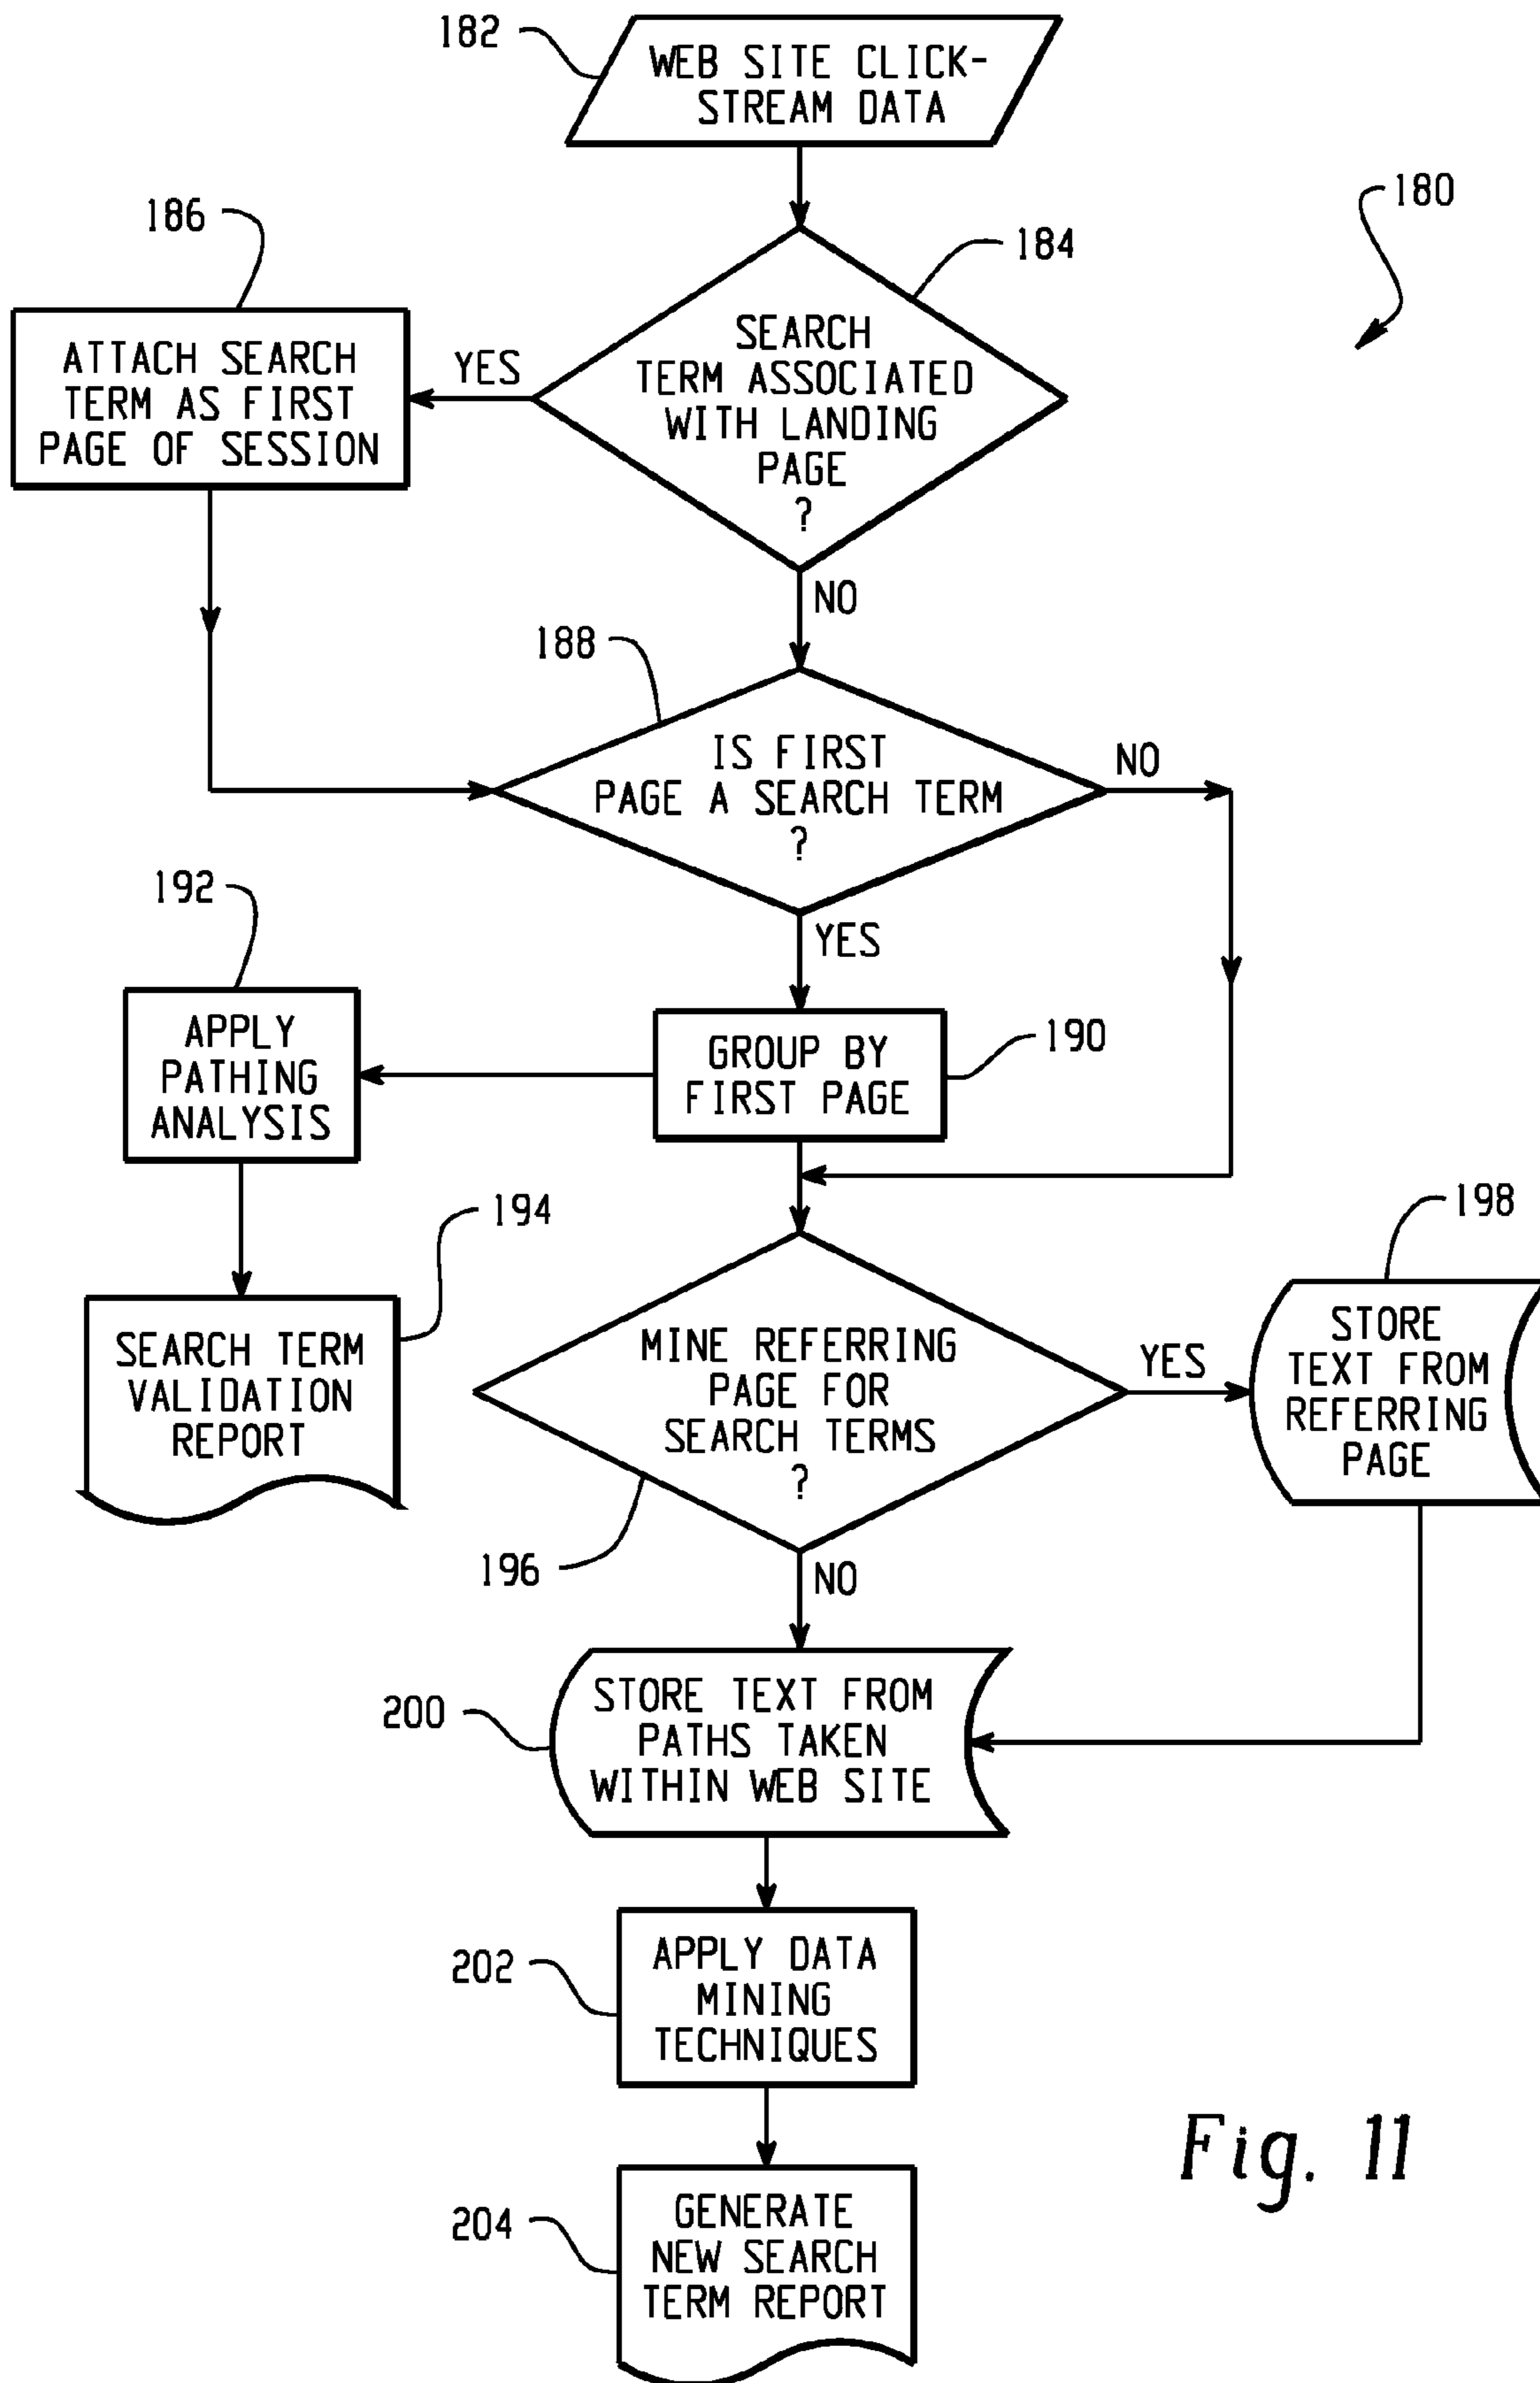 182
WEB SITE CLICK-
STREAM DATA
180
186
184
ATTACH SEARCH
TERM AS FIRST
PAGE OF SESSION
YES
SEARCH
TERM ASSOCIATED
WITH LANDING
PAGE
?
NO
188
IS FIRST
PAGE A SEARCH TERM
?
NO
YES
192
APPLY
PATHING
ANALYSIS
GROUP BY
FIRST PAGE
190
194
198
SEARCH TERM
VALIDATION
REPORT
MINE REFERRING
PAGE FOR
SEARCH TERMS
?
YES
STORE
TEXT FROM
REFERRING
PAGE
196
NO
200
STORE TEXT FROM
PATHS TAKEN
WITHIN WEB SITE
202
APPLY DATA
MINING
TECHNIQUES
204
GENERATE
NEW SEARCH
TERM REPORT
Fig. 11